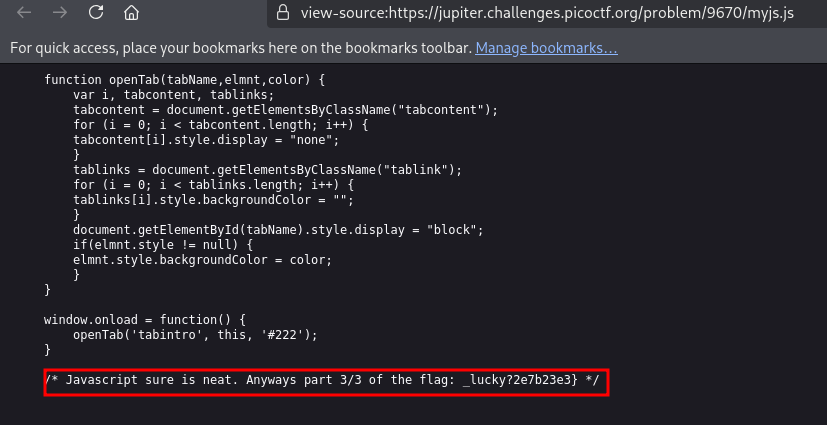 view-source:https://jupiter.challenges.picoctf.org/problem/9670/myjs.js
For quick access, place your bookmarks here on the bookmarks toolbar. Manage bookmarks…
function openTab(tabName,elmnt,color) {
var i, tabcontent, tablinks;
tabcontent = document.getElementsByClassName("tabcontent");
for (i = 0; i < tabcontent.length; i++) {
tabcontent[i].style.display = "none";
}
tablinks = document.getElementsByClassName("tablink");
for (i = 0; i < tablinks.length; i++) {
tablinks[i].style.backgroundColor = "";
}
document.getElementById(tabName).style.display = "block";
if(elmnt.style != null) {
elmnt.style.backgroundColor = color;
}
}
window.onload = function() {
openTab('tabintro', this, '#222');
}
/* Javascript sure is neat. Anyways part 3/3 of the flag: _lucky?2e7b23e3} */